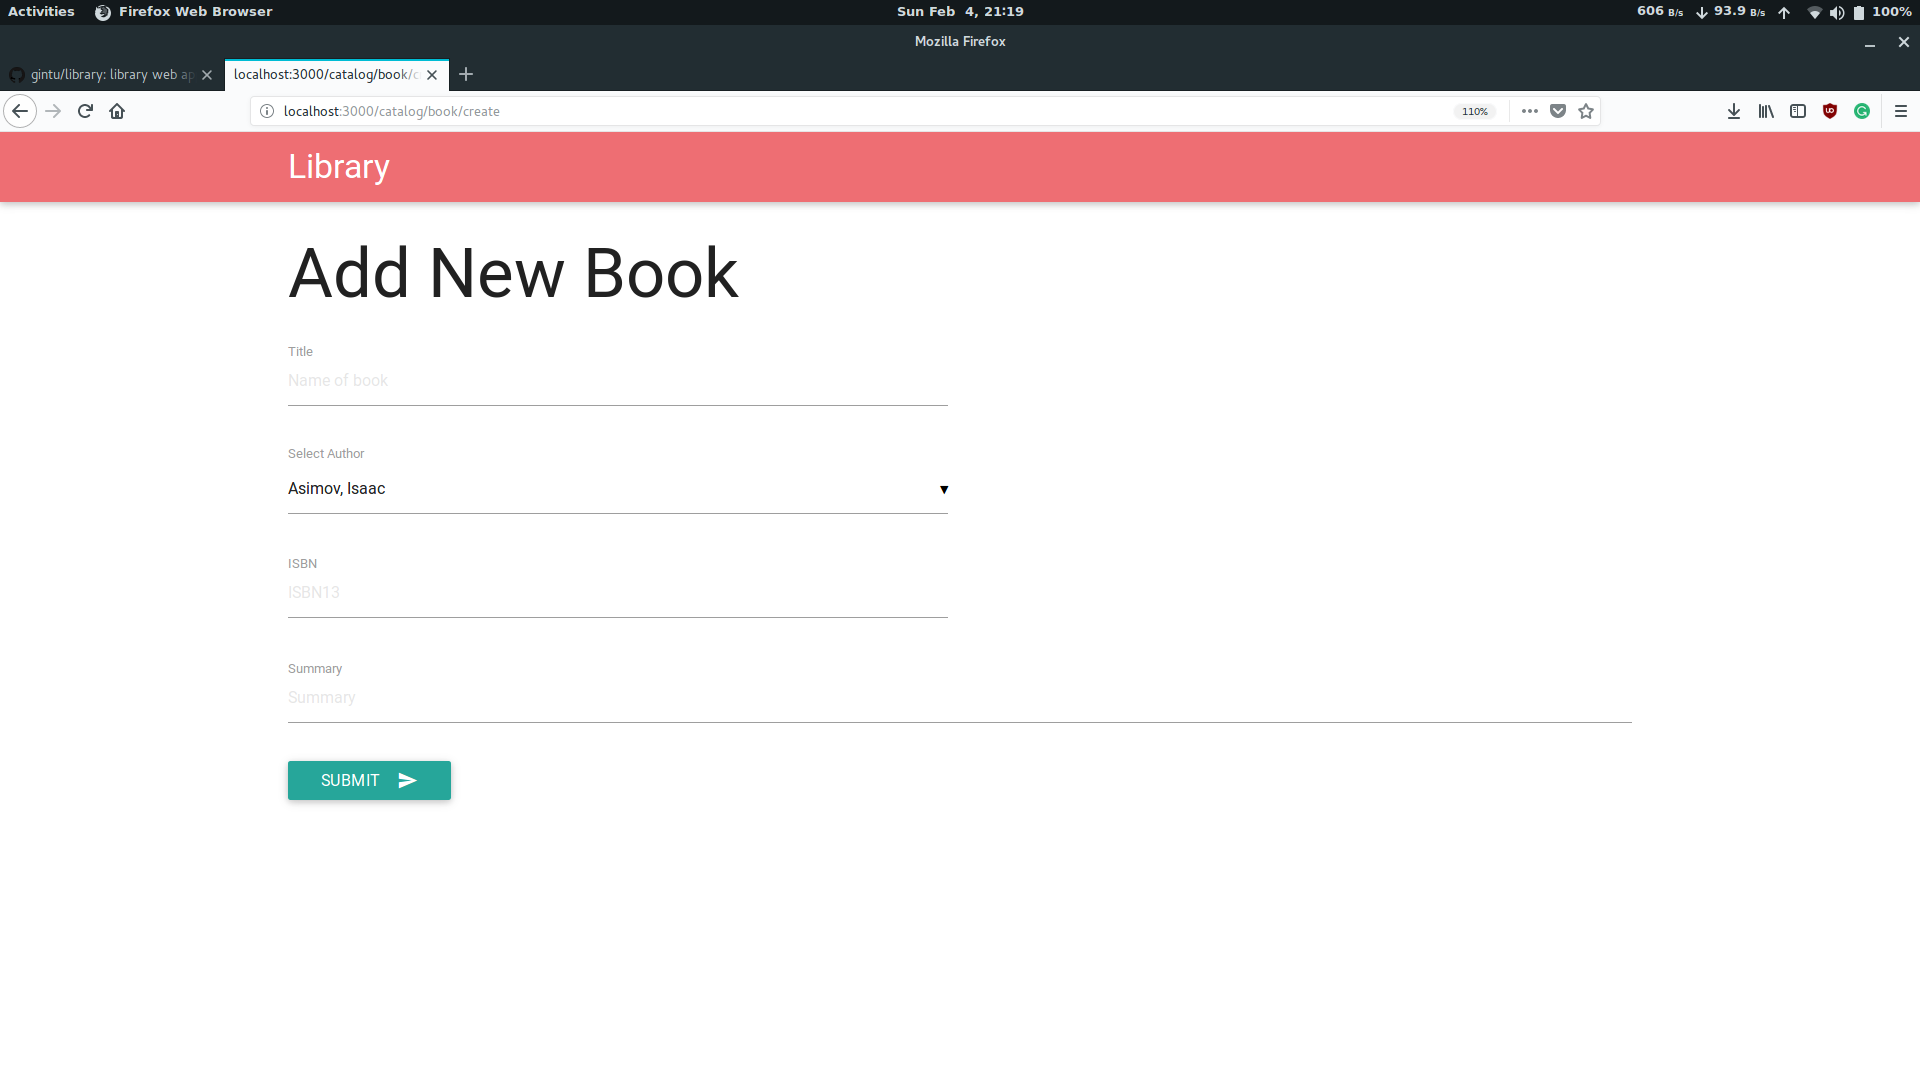 Activities Firefox Web Browser Sun Feb 4, 21:19 606 B/s 93.9 B/s 100%
Mozilla Firefox
gintu/library: library web ap localhost:3000/catalog/book/c
localhost:3000/catalog/book/create 110%
Library
Add New Book
Title
Name of book
Select Author
Asimov, Isaac
ISBN
ISBN13
Summary
Summary
SUBMIT